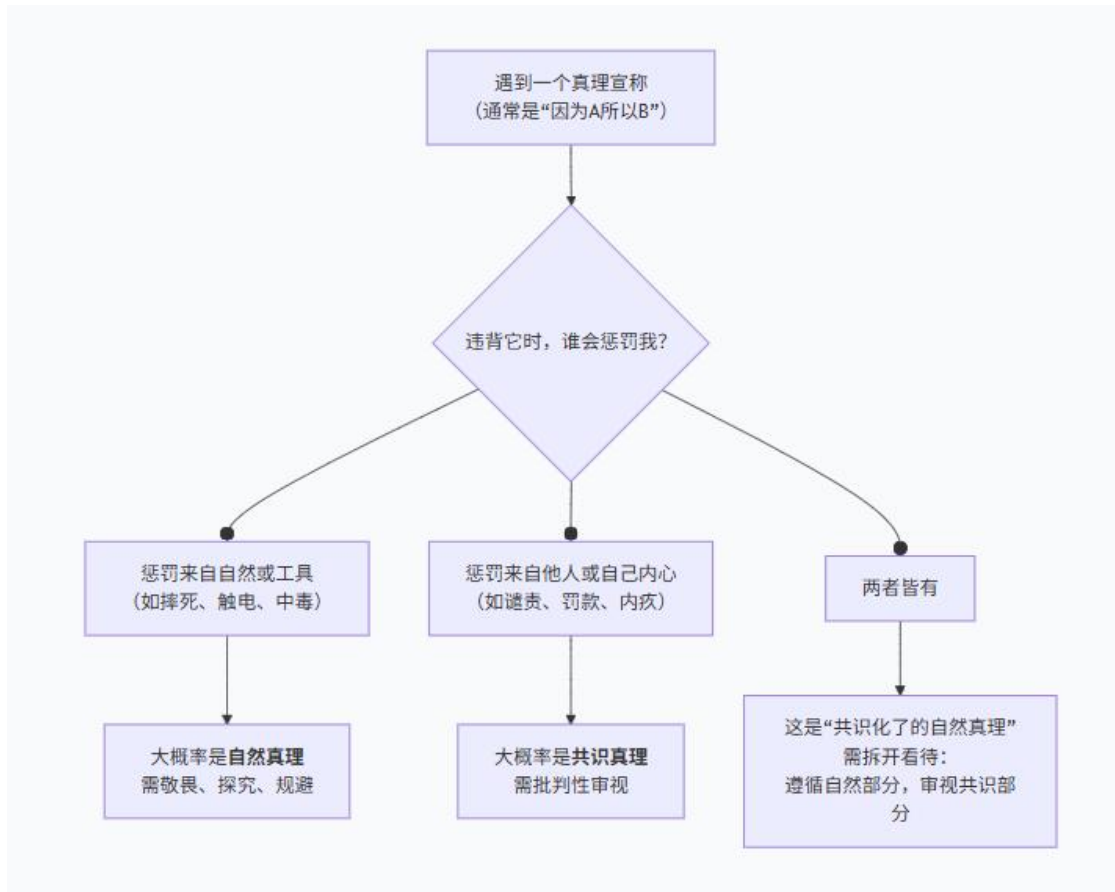 遇到一个真理宣称
（通常是“因为A所以B”）
违背它时，谁会惩罚我？
惩罚来自自然或工具
（如摔死、触电、中毒）
惩罚来自他人或自己内心
（如谴责、罚款、内疚）
两者皆有
大概率是自然真理
需敬畏、探究、规避
大概率是共识真理
需批判性审视
这是“共识化了的自然真理”
需拆开看待：
遵循自然部分，审视共识部
分